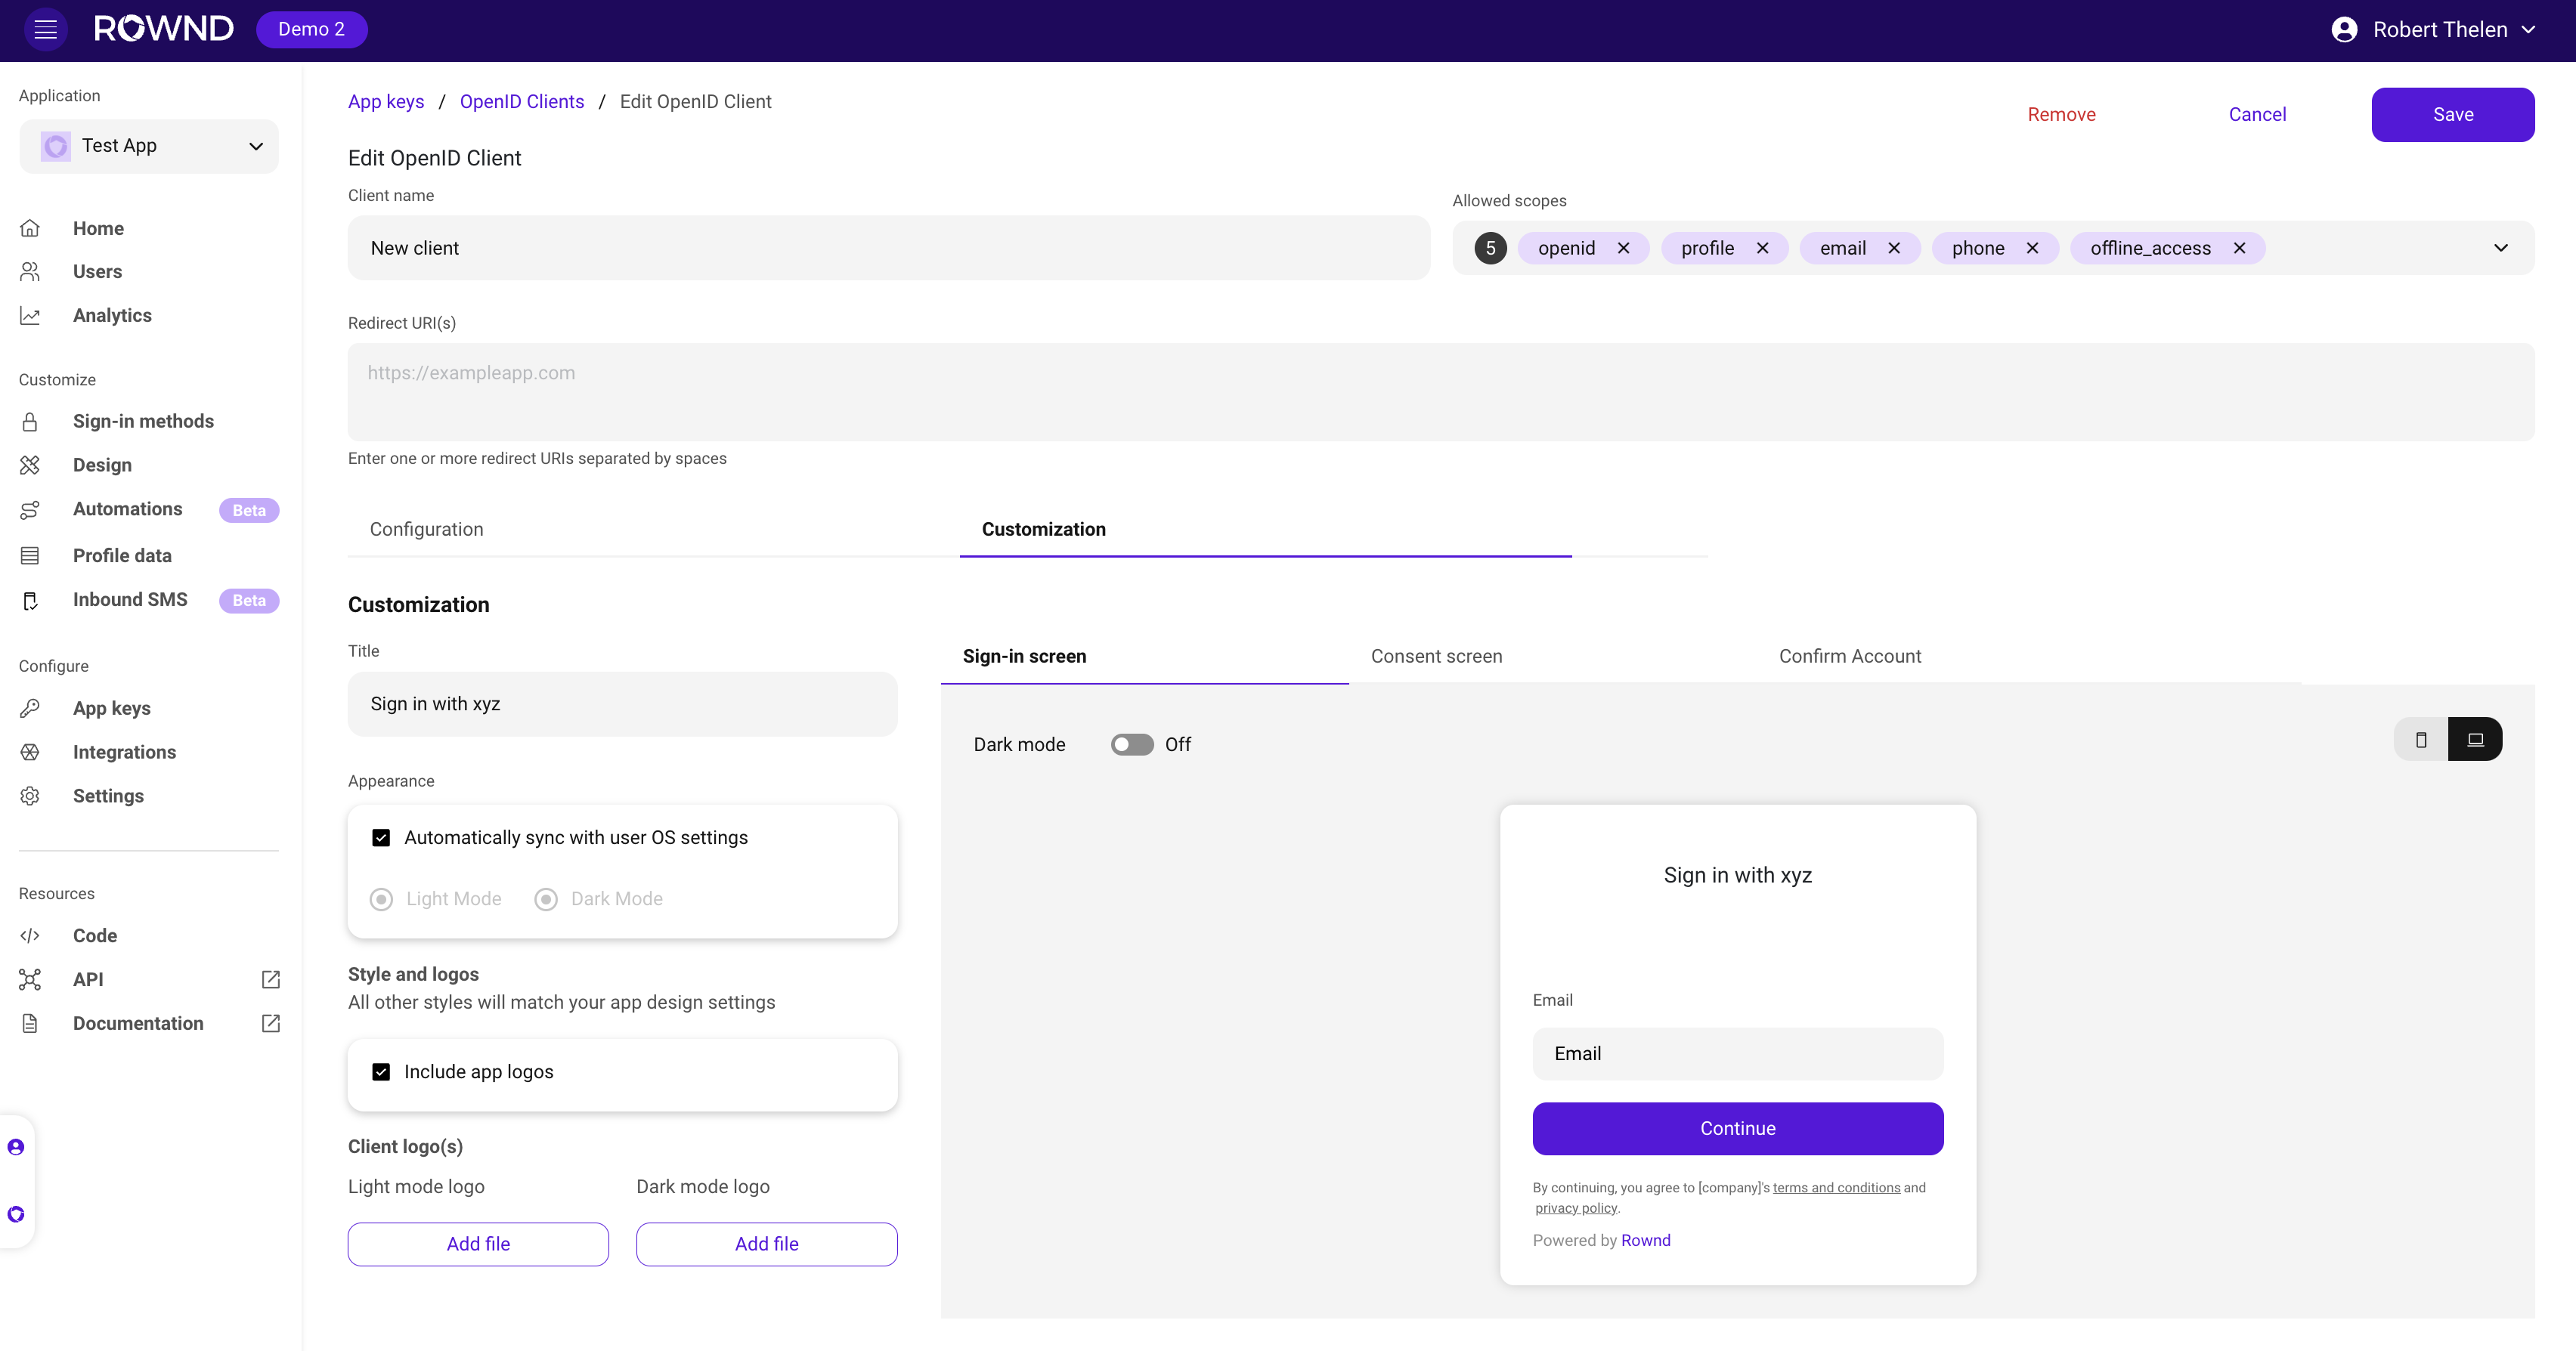 ROWND
Demo 2
Robert Thelen
Application
Test App
Home
Users
Analytics
Customize
Sign-in methods
Design
Automations Beta
Profile data
Inbound SMS Beta
Configure
App keys
Integrations
Settings
Resources
Code
API
Documentation
App keys / OpenID Clients / Edit OpenID Client
Remove
Cancel
Save
Edit OpenID Client
Client name
New client
Allowed scopes
5 openid profile email phone offline_access
Redirect URI(s)
https://exampleapp.com
Enter one or more redirect URIs separated by spaces
Configuration
Customization
Customization
Title
Sign in with xyz
Appearance
Automatically sync with user OS settings
Light Mode Dark Mode
Style and logos
All other styles will match your app design settings
Include app logos
Client logo(s)
Light mode logo Dark mode logo
Add file Add file
Sign-in screen
Consent screen
Confirm Account
Dark mode Off
Sign in with xyz
Email
Email
Continue
By continuing, you agree to [company]'s terms and conditions and
privacy policy.
Powered by Rownd